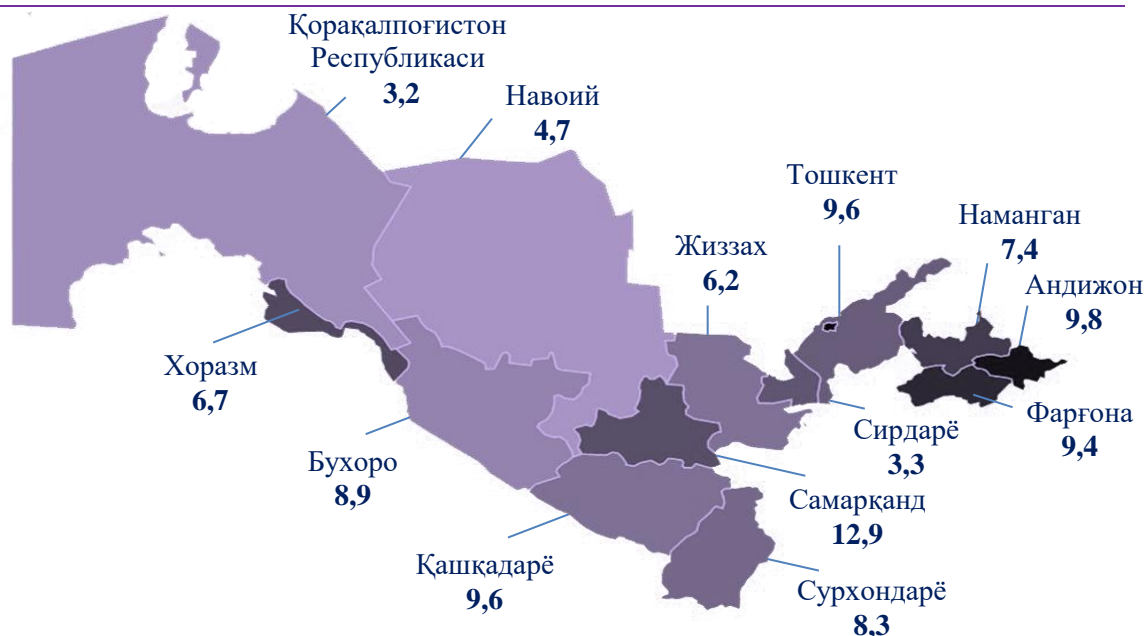 Қорақалпоғистон
Республикаси
3,2
Навоий
4,7
Тошкент
9,6
Наманган
7,4
Жиззах
6,2
Андижон
9,8
Хоразм
6,7
Фарғона
9,4
Сирдарё
3,3
Бухоро
8,9
Самарқанд
12,9
Қашқадарё
9,6
Сурхондарё
8,3